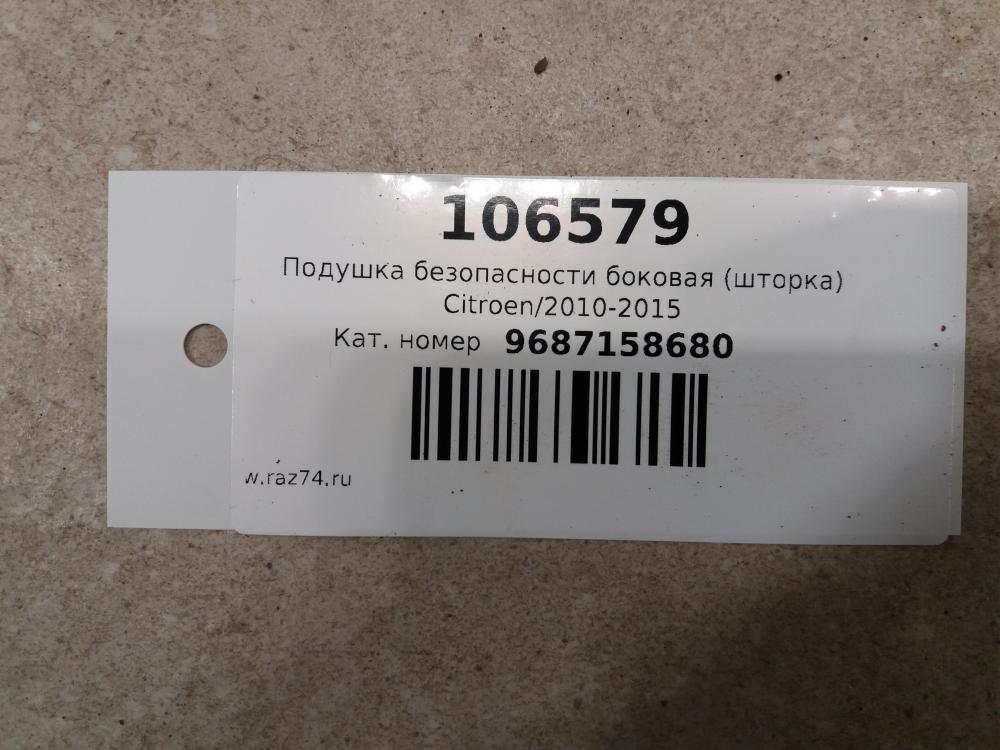 106579
Подушка безопасности боковая (шторка)
Citroen/2010-2015
Кат. номер 9687158680
w.raz74.ru